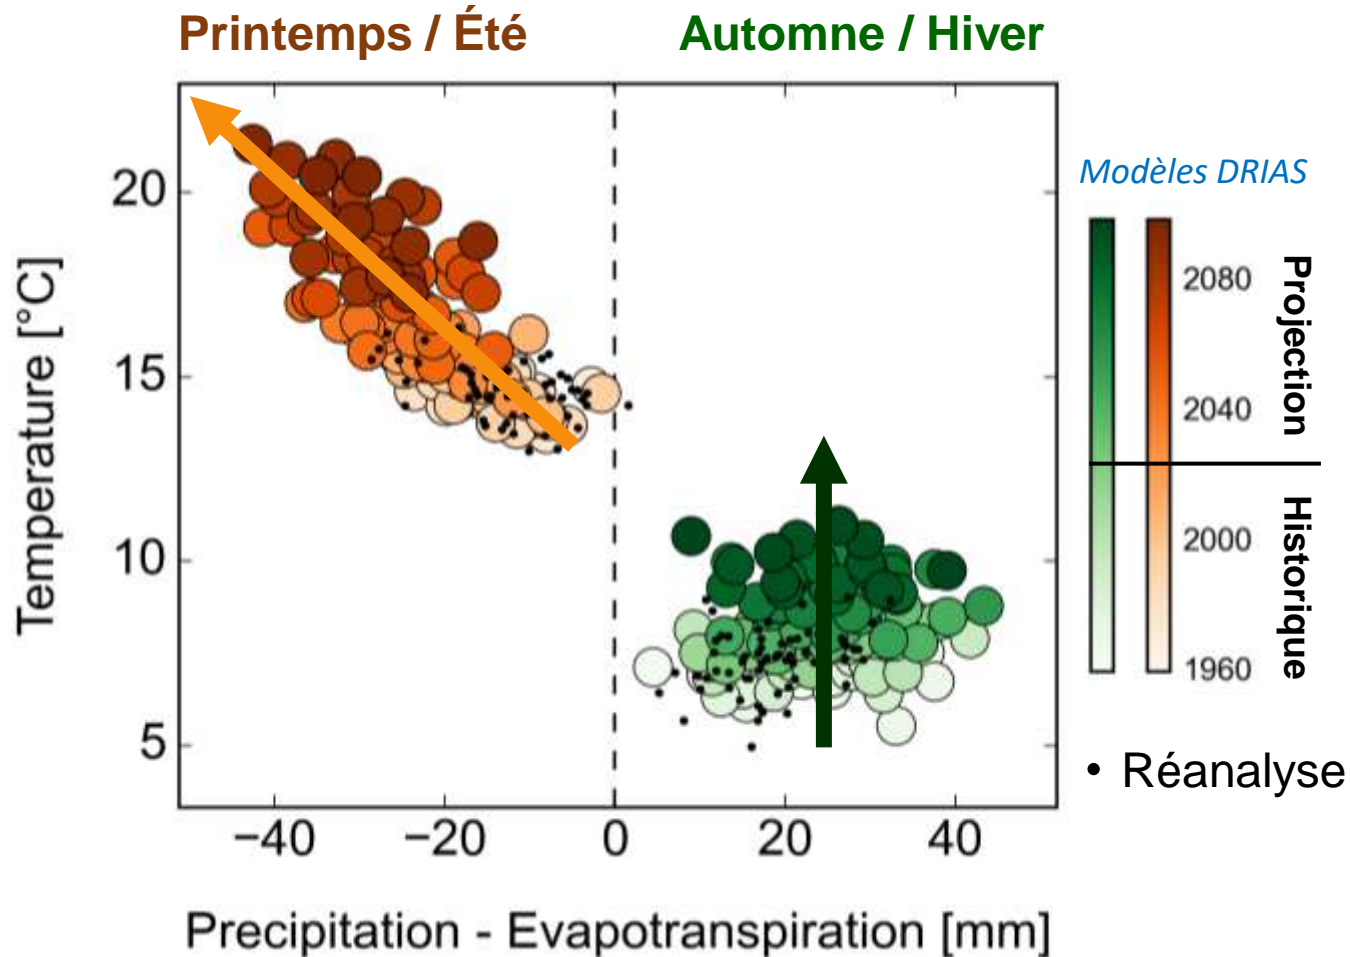 Printemps / Été
Automne / Hiver
Temperature [°C]
20
15
10
5
−40
−20
0
20
40
Precipitation - Evapotranspiration [mm]
Modèles DRIAS
2080
2040
2000
1960
Projection
Historique
• Réanalyse